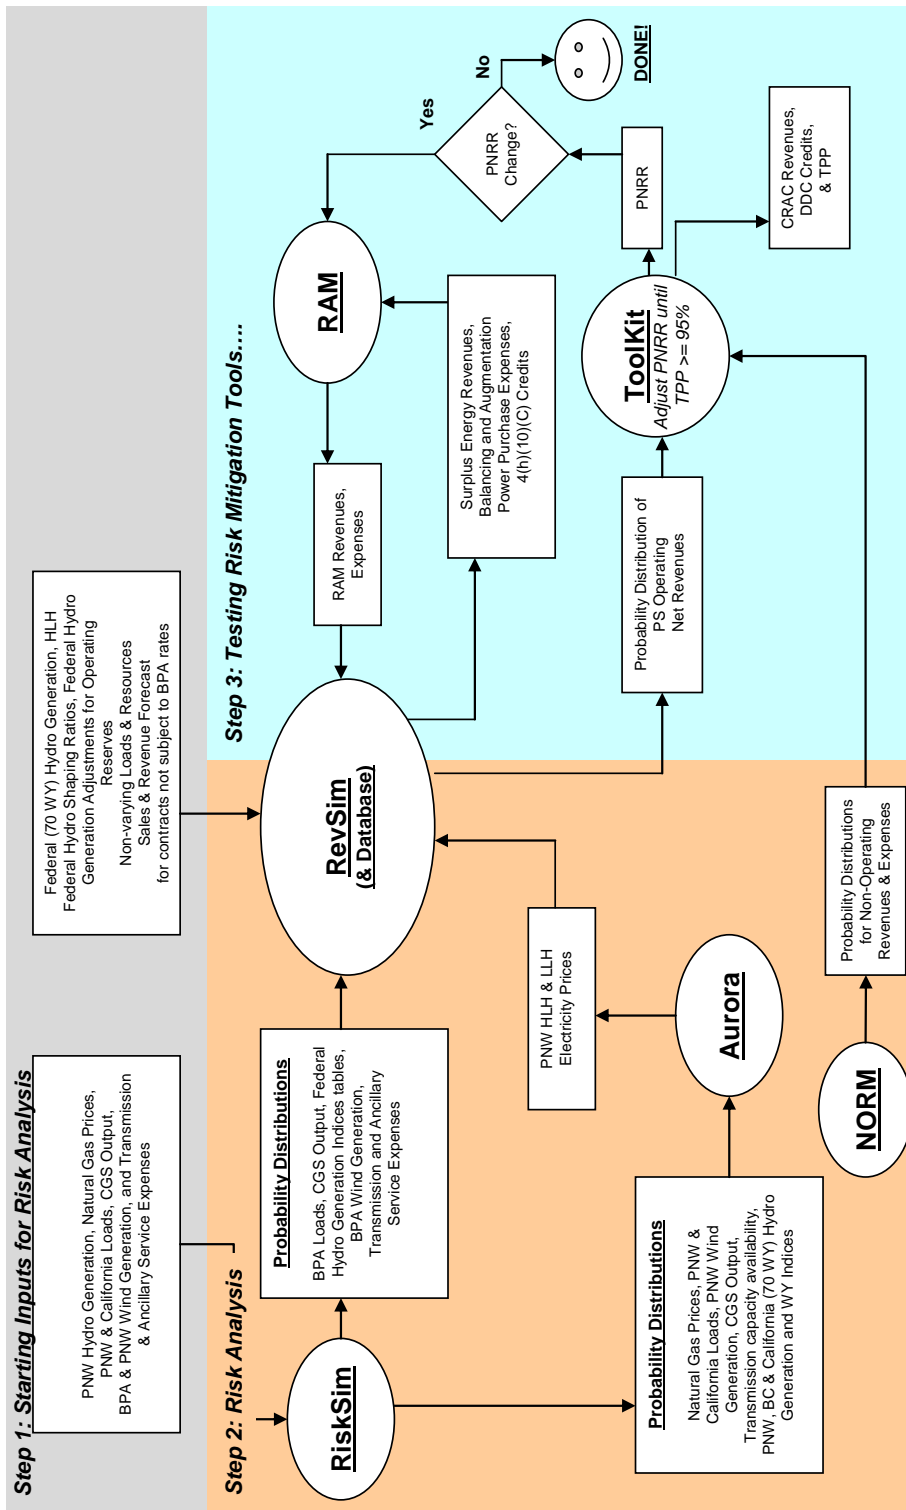 Step 1: Starting Inputs for Risk Analysis
PNW Hydro Generation, Natural Gas Prices,
PNW & California Loads, CGS Output,
BPA & PNW Wind Generation, and Transmission
& Ancillary Service Expenses
Federal (70 WY) Hydro Generation, HLH
Federal Hydro Shaping Ratios, Federal Hydro
Generation Adjustments for Operating
Reserves
Non-varying Loads & Resources
Sales & Revenue Forecast
for contracts not subject to BPA rates
Step 2: Risk Analysis
RiskSim
Probability Distributions
BPA Loads, CGS Output, Federal
Hydro Generation Indices tables,
BPA Wind Generation,
Transmission and Ancillary
Service Expenses
RevSim
(& Database)
PNW HLH & LLH
Electricity Prices
Probability Distributions
Natural Gas Prices, PNW &
California Loads, PNW Wind
Generation, CGS Output,
Transmission capacity availability,
PNW, BC & California (70 WY) Hydro
Generation and WY Indices
Aurora
NORM
Probability Distributions
for Non-Operating
Revenues & Expenses
Step 3: Testing Risk Mitigation Tools....
RAM Revenues,
Expenses
RAM
Yes
PNRR
Change?
No
DONE!
Surplus Energy Revenues,
Balancing and Augmentation
Power Purchase Expenses,
4(h)(10)(C) Credits
Probability Distribution of
PS Operating
Net Revenues
ToolKit
Adjust PNRR until
TPP >= 95%
PNRR
CRAC Revenues,
DDC Credits,
& TPP